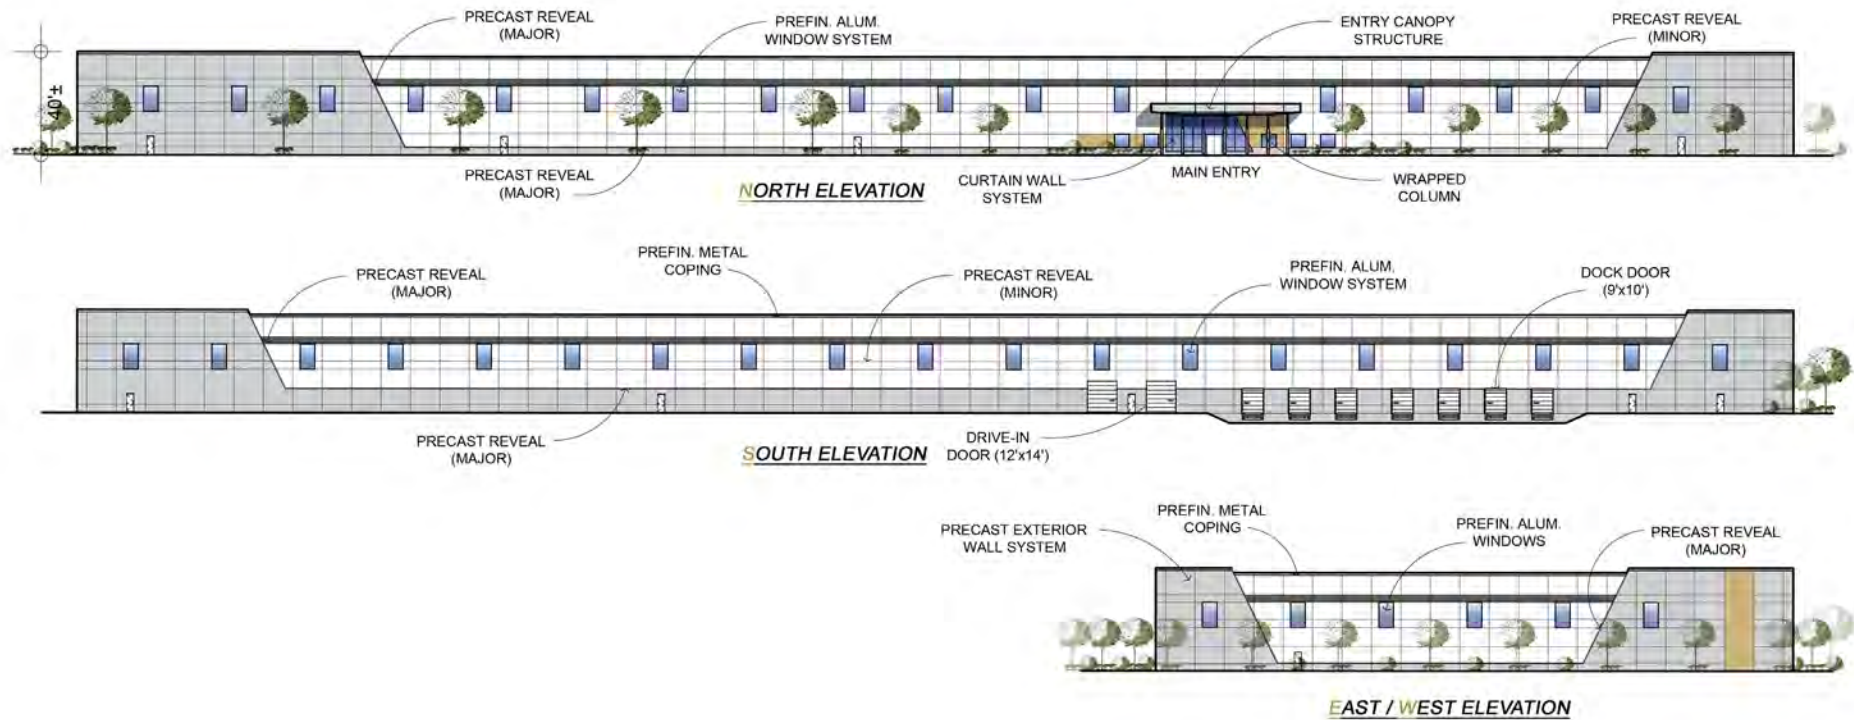 PRECAST REVEAL
(MAJOR)
PREFIN. ALUM.
WINDOW SYSTEM
ENTRY CANOPY
STRUCTURE
PRECAST REVEAL
(MINOR)
40'±
PRECAST REVEAL
(MAJOR)
NORTH ELEVATION
CURTAIN WALL
SYSTEM
MAIN ENTRY
WRAPPED
COLUMN
PRECAST REVEAL
(MAJOR)
PREFIN. METAL
COPING
PRECAST REVEAL
(MINOR)
PREFIN. ALUM.
WINDOW SYSTEM
DOCK DOOR
(9'x10')
PRECAST REVEAL
(MAJOR)
SOUTH ELEVATION
DRIVE-IN
DOOR (12'x14')
PRECAST EXTERIOR
WALL SYSTEM
PREFIN. METAL
COPING
PREFIN. ALUM.
WINDOWS
PRECAST REVEAL
(MAJOR)
EAST / WEST ELEVATION